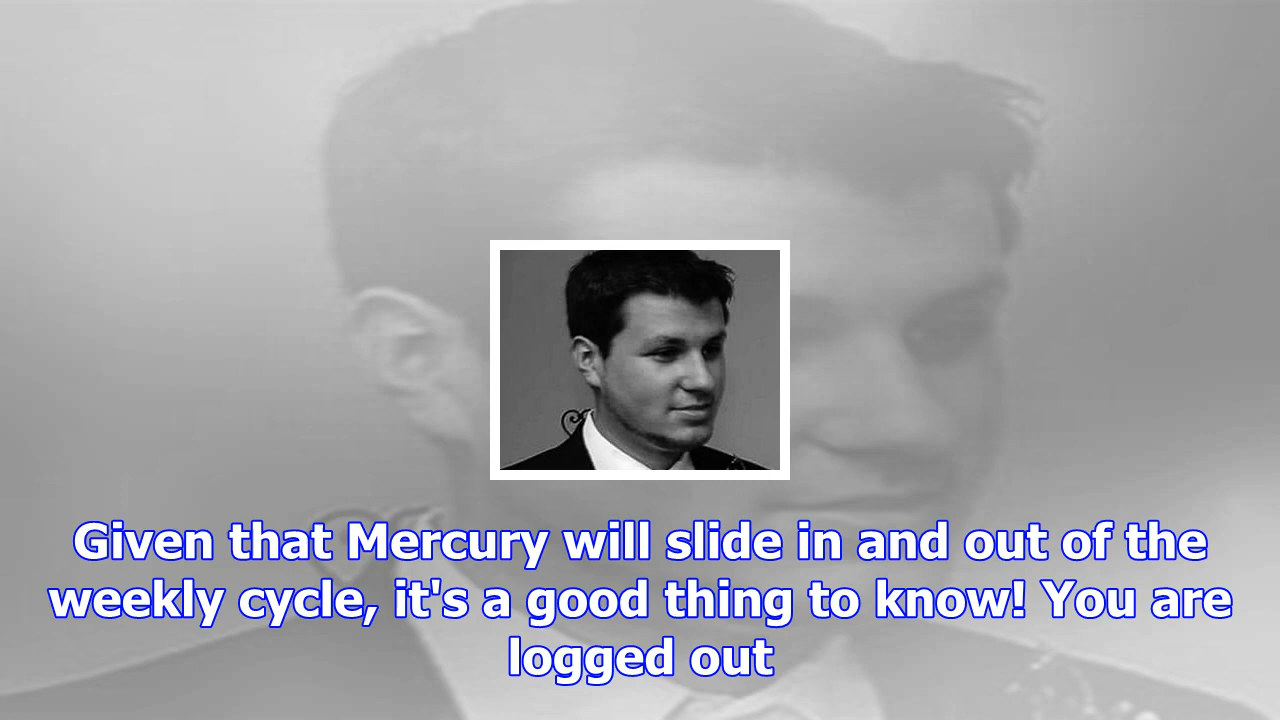 Given that Mercury will slide in and out of the
weekly cycle, it's a good thing to know! You are
logged out